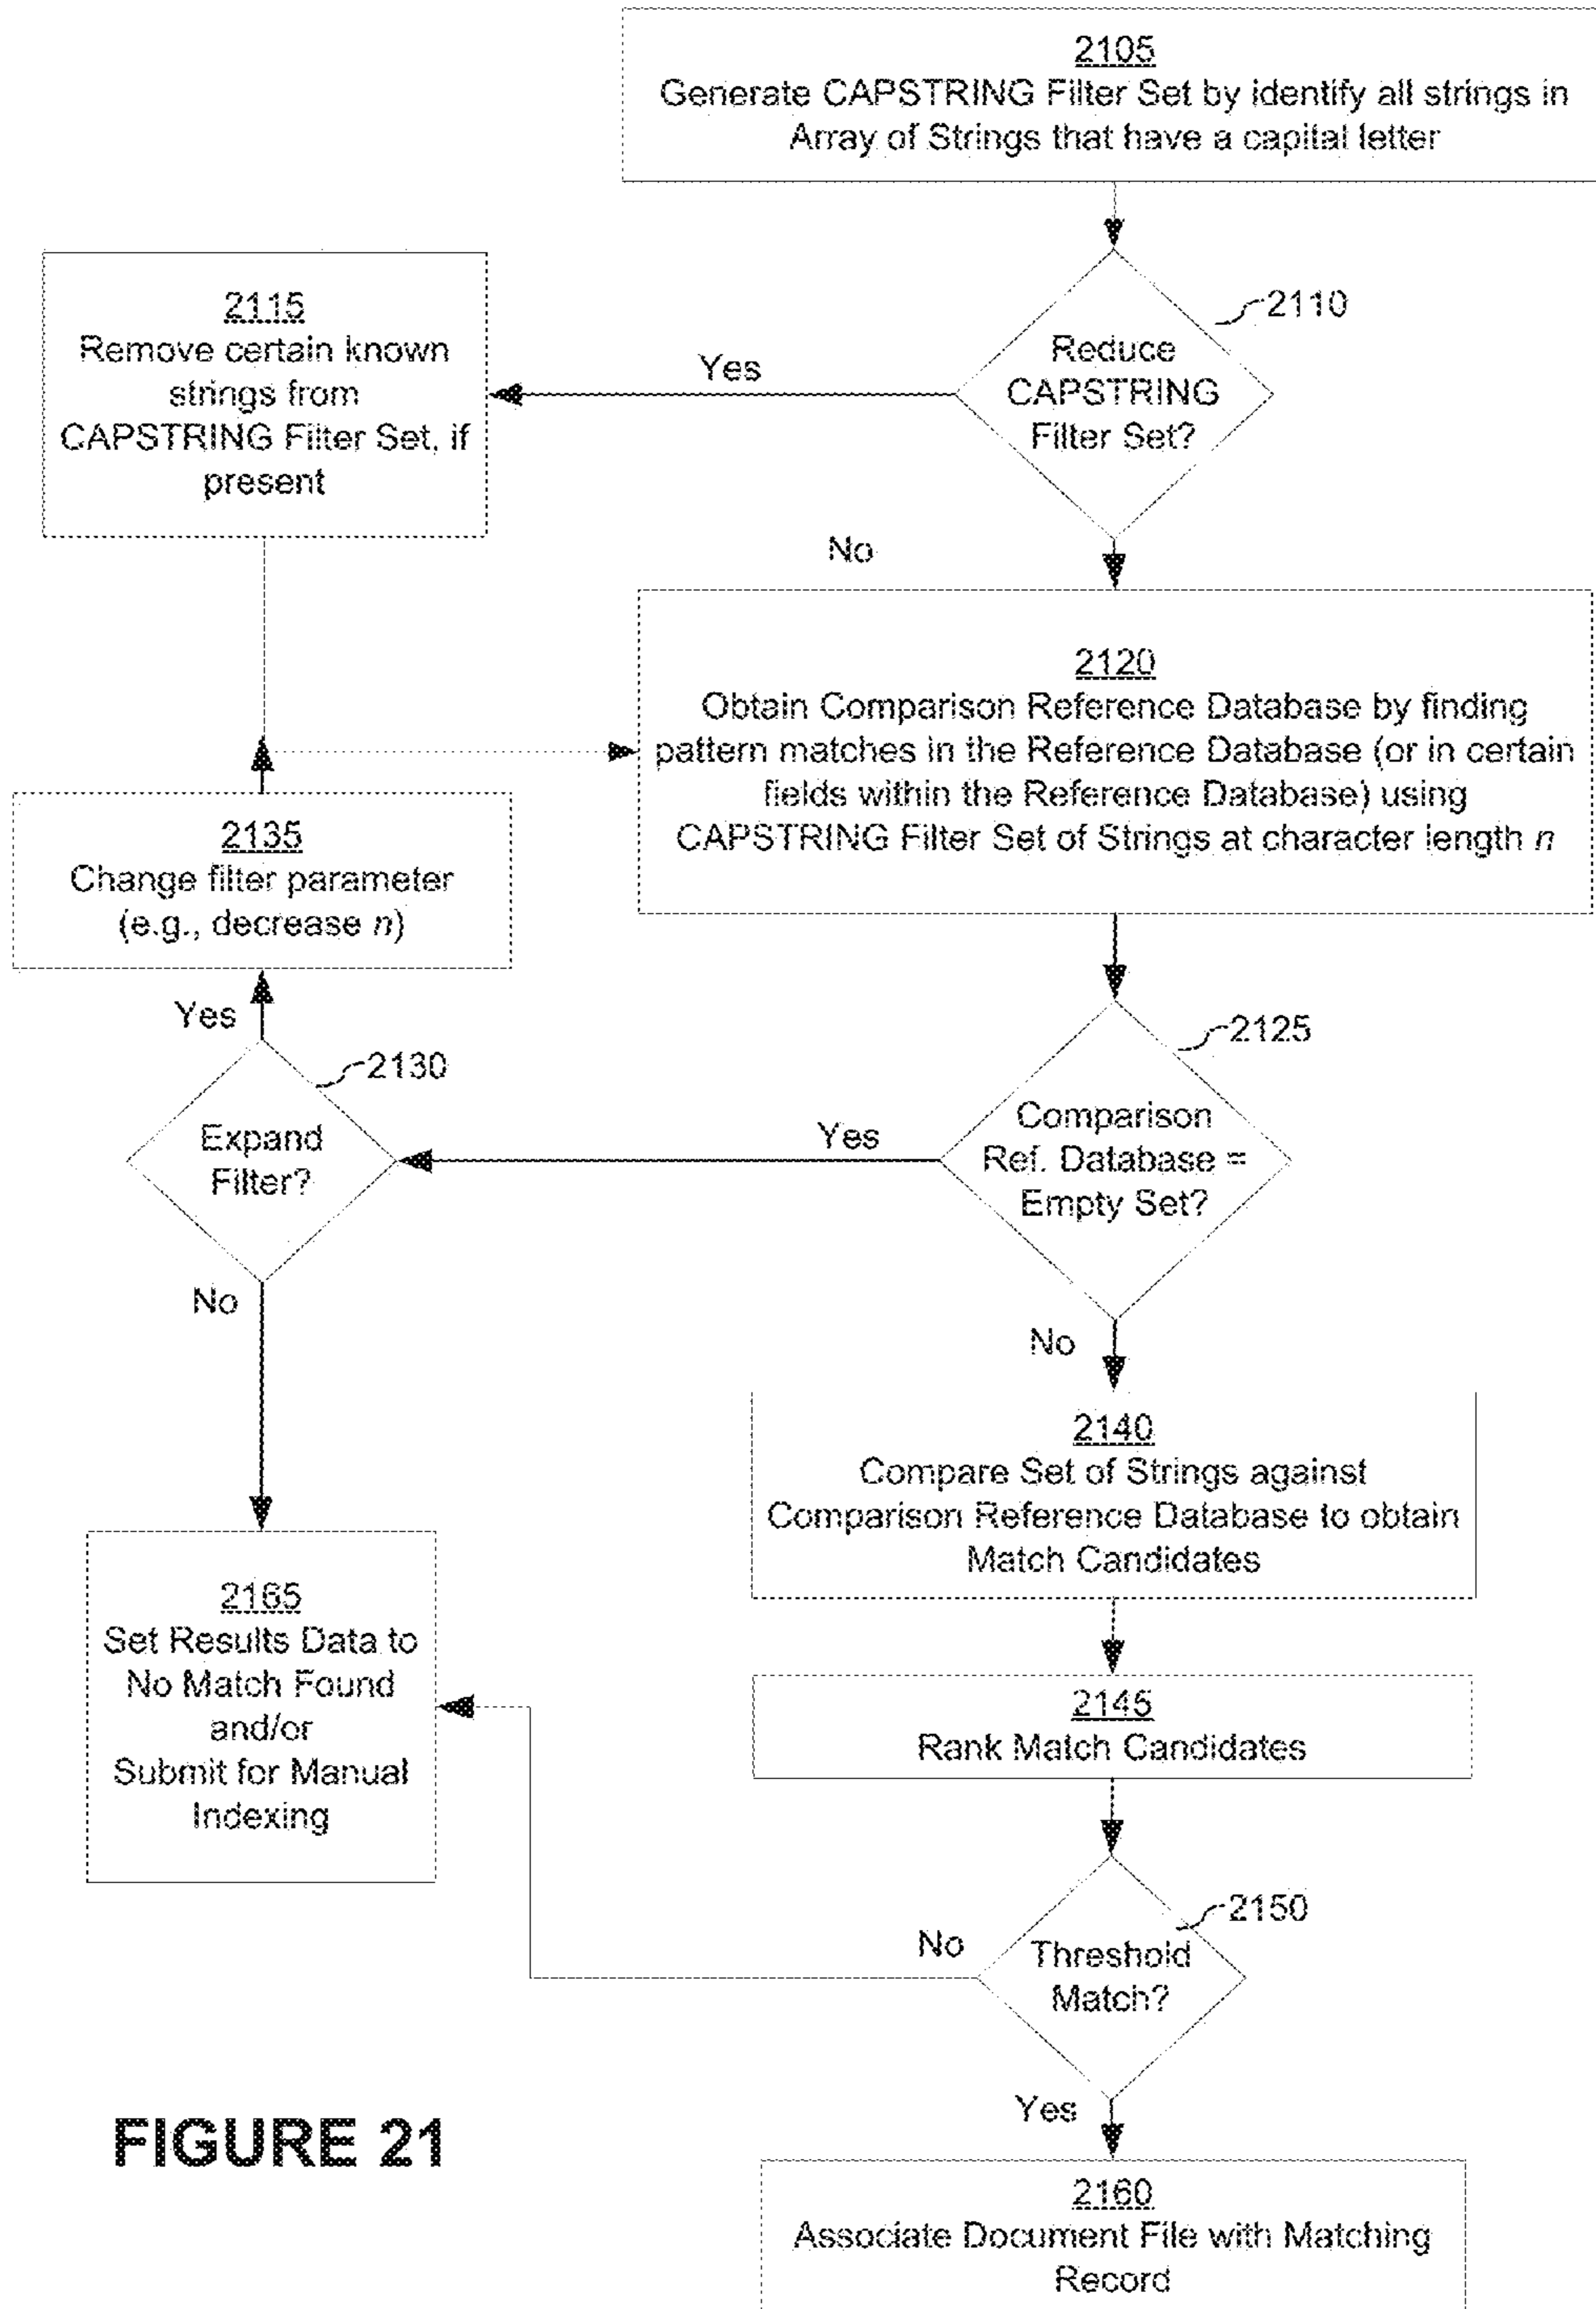 2105
Generate CAPSTRING Filter Set by identify all strings in
Array of Strings that have a capital letter
2110
Reduce
CAPSTRING
Filter Set?
Yes
2115
Remove certain known
strings from
CAPSTRING Filter Set, if
present
No
2120
Obtain Comparison Reference Database by finding
pattern matches in the Reference Database (or in certain
fields within the Reference Database) using
CAPSTRING Filter Set of Strings at character length n
2135
Change filter parameter
(e.g., decrease n)
Yes
2125
Comparison
Ref. Database =
Empty Set?
2130
Expand
Filter?
Yes
No
No
2140
Compare Set of Strings against
Comparison Reference Database to obtain
Match Candidates
2165
Set Results Data to
No Match Found
and/or
Submit for Manual
Indexing
2145
Rank Match Candidates
2150
Threshold
Match?
No
Yes
2160
Associate Document File with Matching
Record
FIGURE 21